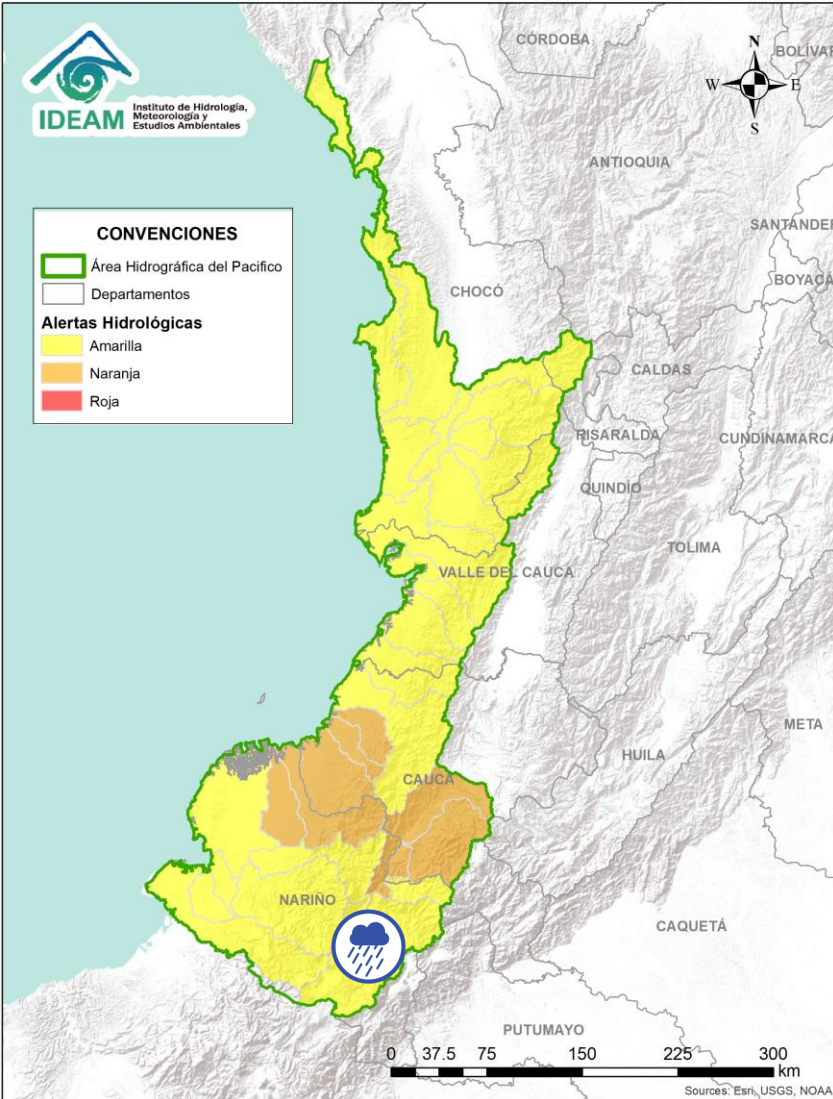 IDEAM
Instituto de Hidrología,
Meteorología y
Estudios Ambientales
N
W
E
S
CONVENCIONES
Área Hidrográfica del Pacifico
Departamentos
Alertas Hidrológicas
Amarilla
Naranja
Roja
CÓRDOBA
BOLÍVAR
ANTIOQUIA
SANTANDER
BOYACÁ
CHOCÓ
CALDAS
RISARALDA
CUNDINAMARCA
QUINDÍO
TOLIMA
VALLE DEL CAUCA
META
HUILA
CAUCA
NARIÑO
CAQUETÁ
PUTUMAYO
0 37.5 75 150 225 300
km
Sources: Esri, USGS, NOAA